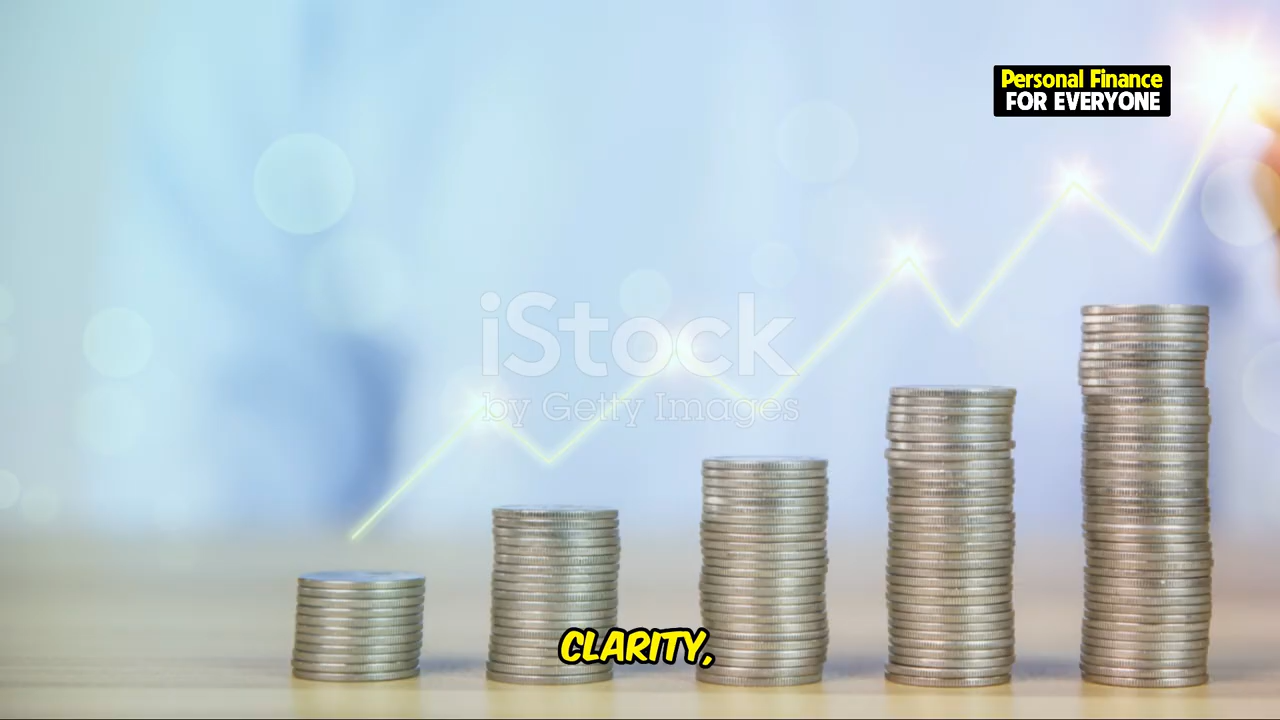 Personal Finance
FOR EVERYONE
iStock
by Getty Images
CLARITY,